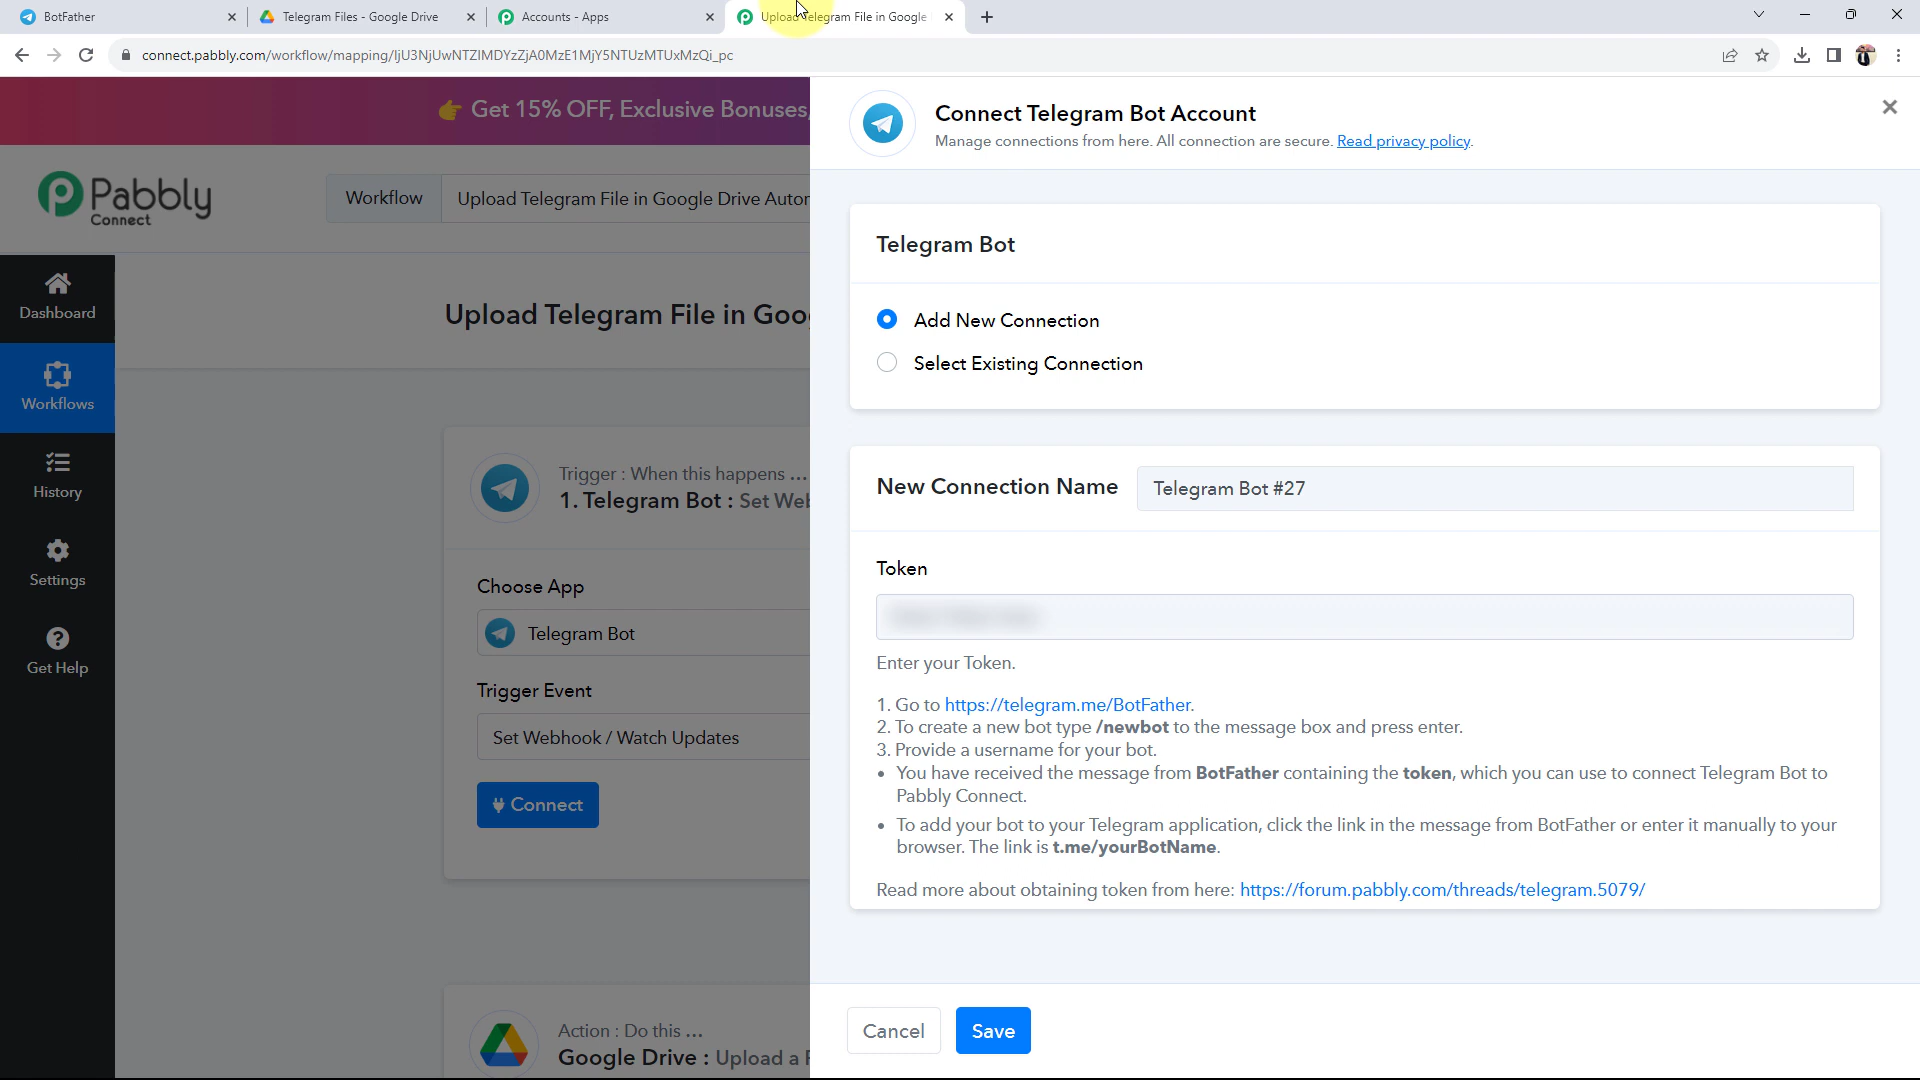 BotFather
Telegram Files - Google Drive
Accounts - Apps
Upload Telegram File in Google
connect.pabbly.com/workflow/mapping/IjU3NjUwNTZIMDYzZjA0MzE1MjY5NTUzMTUxMzQi_pc
👉 Get 15% OFF, Exclusive Bonuses,
Pabbly
Connect
Workflow
Upload Telegram File in Google Drive Autor
Dashboard
Workflows
History
Settings
Get Help
Upload Telegram File in Goo
Trigger : When this happens ...
1. Telegram Bot : Set Wel
Choose App
Telegram Bot
Trigger Event
Set Webhook / Watch Updates
Connect
Action : Do this ...
Google Drive : Upload a F
Connect Telegram Bot Account
Manage connections from here. All connection are secure. Read privacy policy.
Telegram Bot
Add New Connection
Select Existing Connection
New Connection Name
Telegram Bot #27
Token
Enter your Token.
1. Go to https://telegram.me/BotFather.
2. To create a new bot type /newbot to the message box and press enter.
3. Provide a username for your bot.
• You have received the message from BotFather containing the token, which you can use to connect Telegram Bot to
Pabbly Connect.
• To add your bot to your Telegram application, click the link in the message from BotFather or enter it manually to your
browser. The link is t.me/yourBotName.
Read more about obtaining token from here: https://forum.pabbly.com/threads/telegram.5079/
Cancel
Save